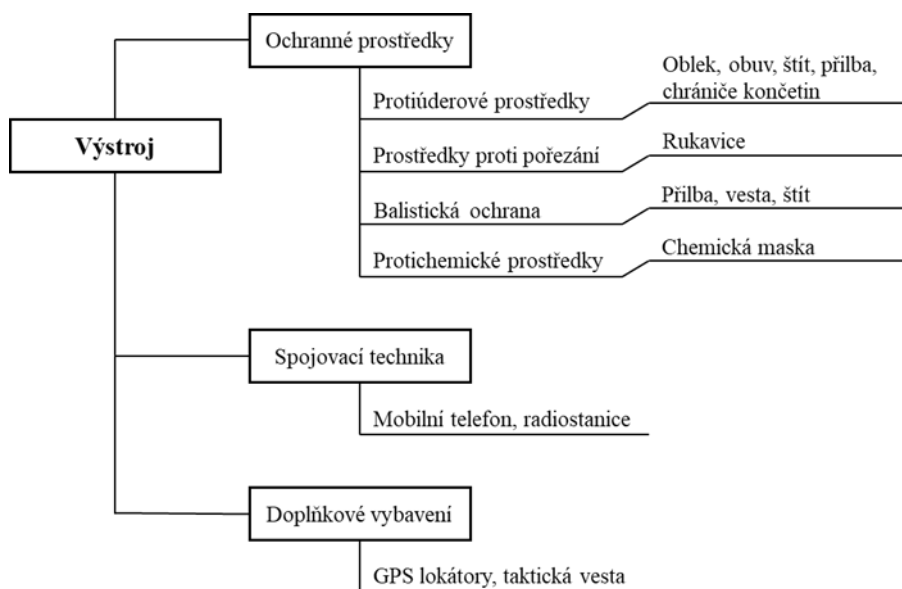 Výstroj
Ochranné prostředky
Protiúderové prostředky
Oblek, obuv, štít, přilba,
chrániče končetin
Prostředky proti pořezání
Rukavice
Balistická ochrana
Přilba, vesta, štít
Protichemické prostředky
Chemická maska
Spojovací technika
Mobilní telefon, radiostanice
Doplňkové vybavení
GPS lokátory, taktická vesta